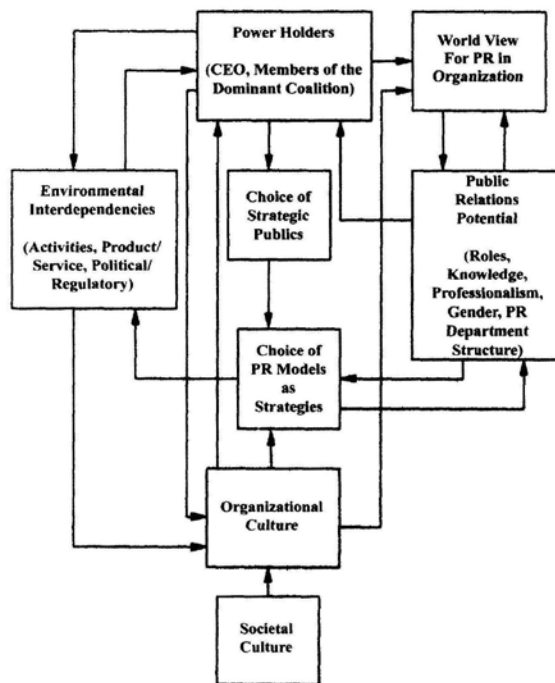 Power Holders
(CEO, Members of the
Dominant Coalition)
World View
For PR in
Organization
Environmental
Interdependencies
(Activities, Product/
Service, Political/
Regulatory)
Choice of
Strategic
Publics
Public
Relations
Potential
(Roles,
Knowledge,
Professionalism,
Gender, PR
Department
Structure)
Choice of
PR Models
as
Strategies
Organizational
Culture
Societal
Culture